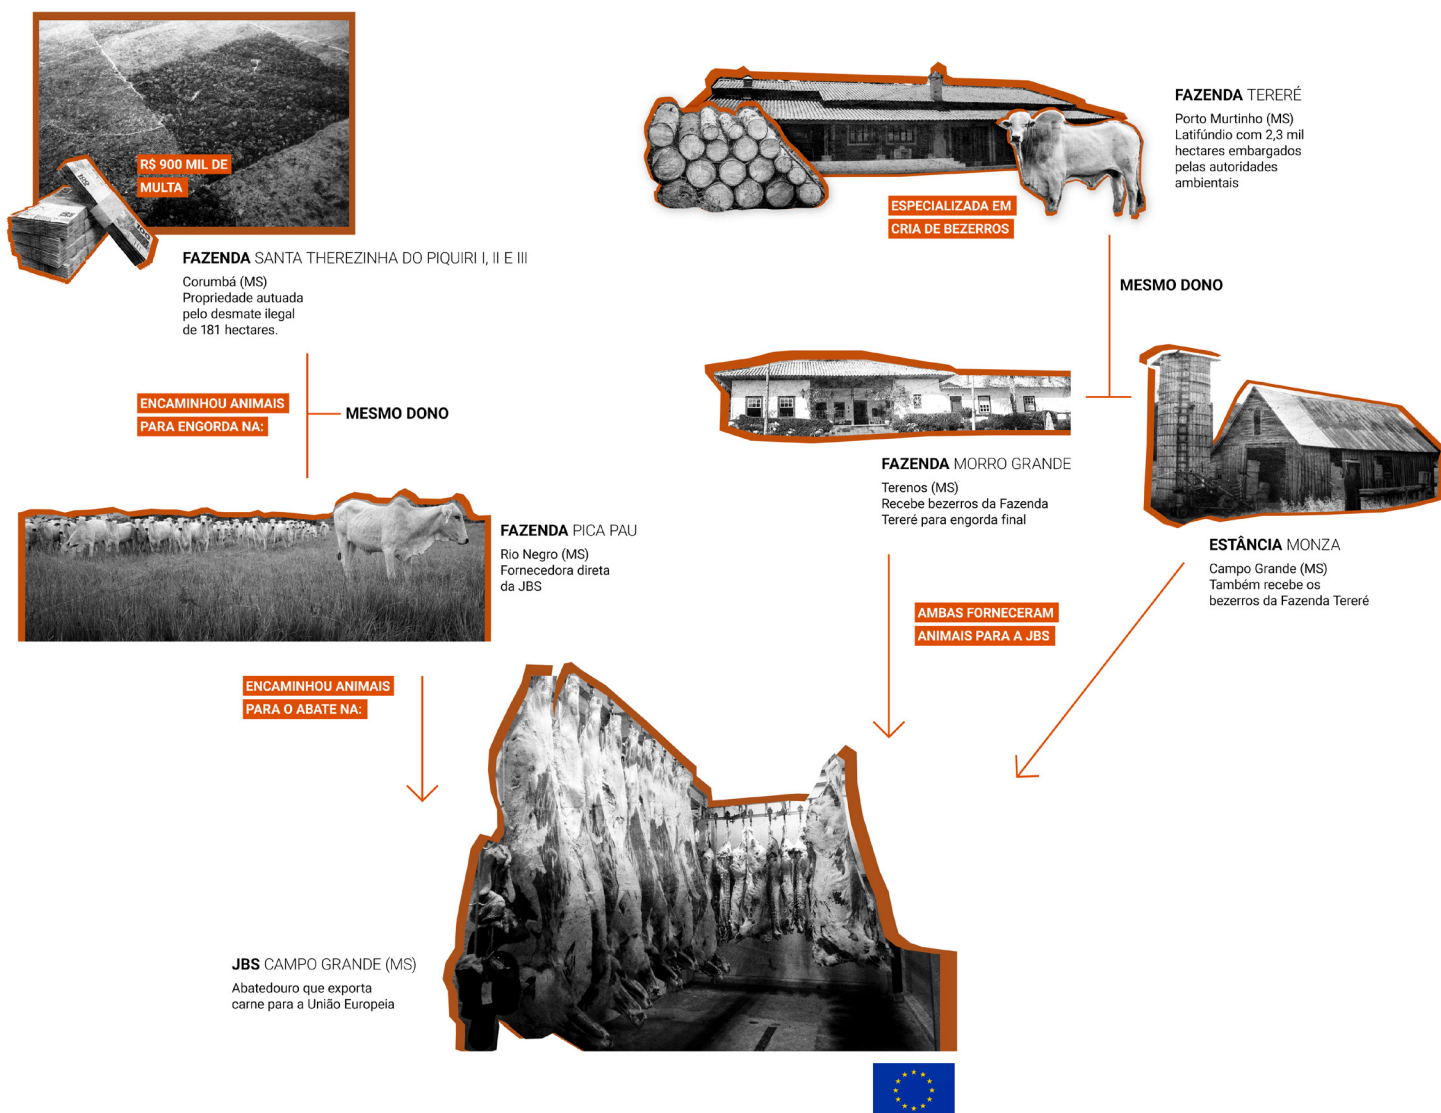 R$ 900 MIL DE
MULTA
FAZENDA SANTA THEREZINHA DO PIQUIRI I, II E III
Corumbá (MS)
Propriedade autuada
pelo desmate ilegal
de 181 hectares.
ENCAMINHOU ANIMAIS
PARA ENGORDA NA:
MESMO DONO
FAZENDA PICA PAU
Rio Negro (MS)
Fornecedora direta
da JBS
ENCAMINHOU ANIMAIS
PARA O ABATE NA:
FAZENDA TERERÉ
Porto Murtinho (MS)
Latifúndio com 2,3 mil
hectares embargados
pelas autoridades
ambientais
ESPECIALIZADA EM
CRIA DE BEZERROS
MESMO DONO
FAZENDA MORRO GRANDE
Terenos (MS)
Recebe bezerros da Fazenda
Tereré para engorda final
ESTÂNCIA MONZA
Campo Grande (MS)
Também recebe os
bezerros da Fazenda Tereré
AMBAS FORNECERAM
ANIMAIS PARA A JBS
JBS CAMPO GRANDE (MS)
Abatedouro que exporta
carne para a União Europeia